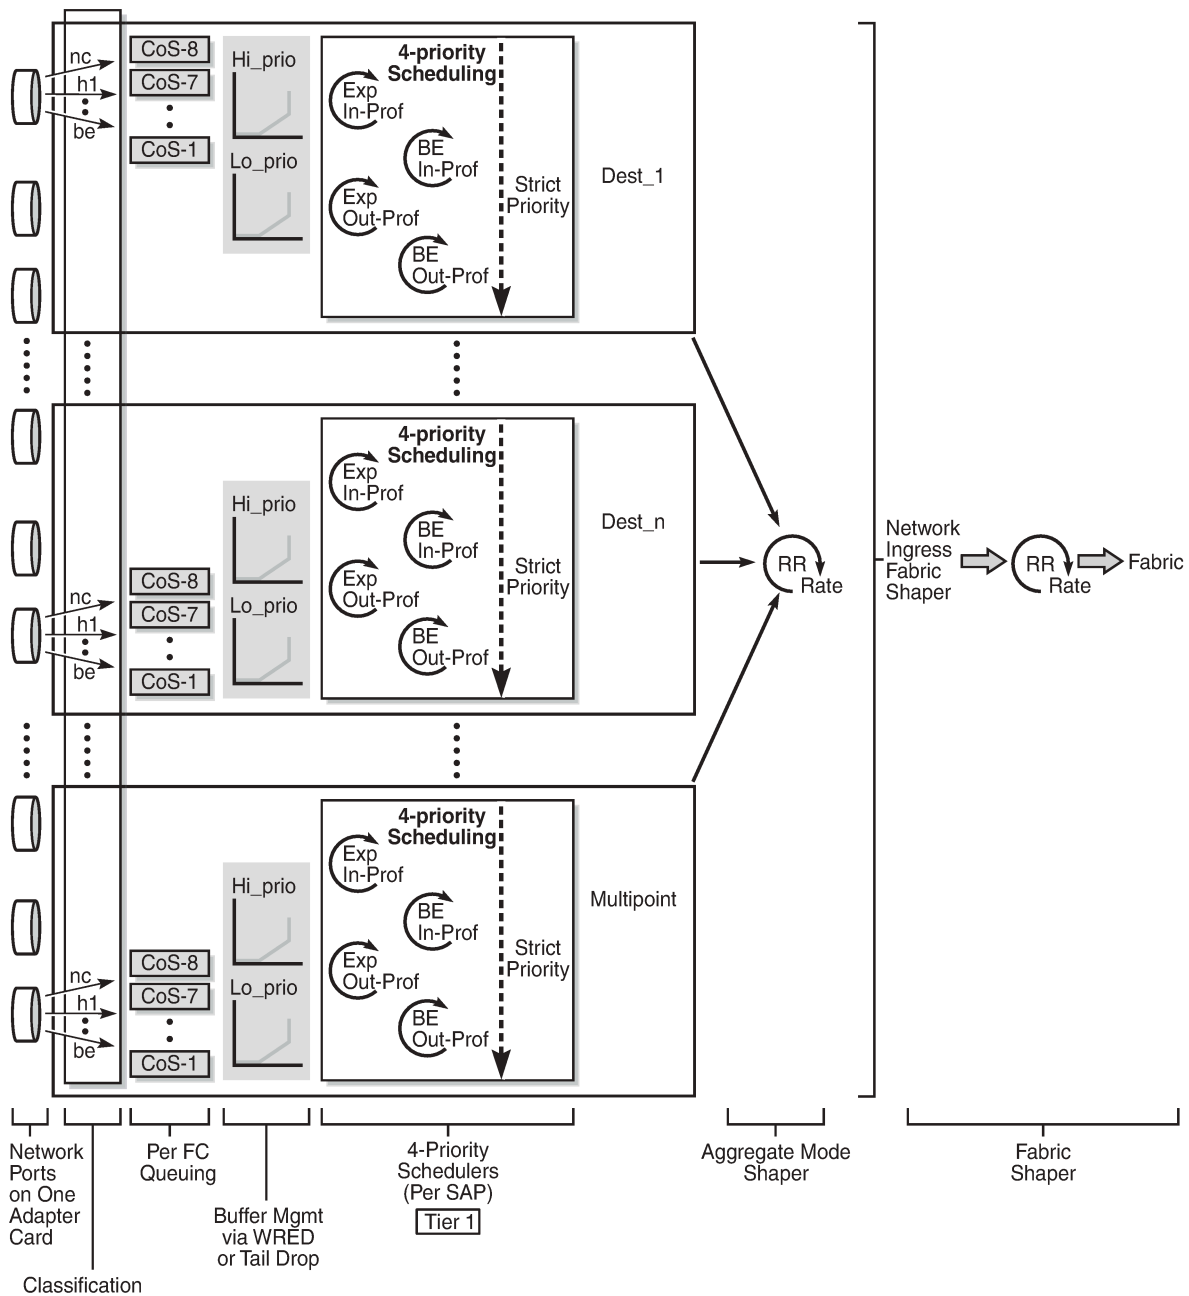 nc
h1
be
CoS-8
CoS-7
CoS-1
Hi_prio
Lo_prio
4-priority
Scheduling
Exp
In-Prof
BE
In-Prof
Exp
Out-Prof
BE
Out-Prof
Strict
Priority
Dest_1
nc
h1
be
CoS-8
CoS-7
CoS-1
Hi_prio
Lo_prio
4-priority
Scheduling
Exp
In-Prof
BE
In-Prof
Exp
Out-Prof
BE
Out-Prof
Strict
Priority
Dest_n
nc
h1
be
CoS-8
CoS-7
CoS-1
Hi_prio
Lo_prio
4-priority
Scheduling
Exp
In-Prof
BE
In-Prof
Exp
Out-Prof
BE
Out-Prof
Strict
Priority
Multipoint
RR
Rate
Network
Ingress
Fabric
Shaper
RR
Rate
Fabric
Network
Ports
on One
Adapter
Card
Classification
Per FC
Queuing
Buffer Mgmt
via WRED
or Tail Drop
4-Priority
Schedulers
(Per SAP)
Tier 1
Aggregate Mode
Shaper
Fabric
Shaper